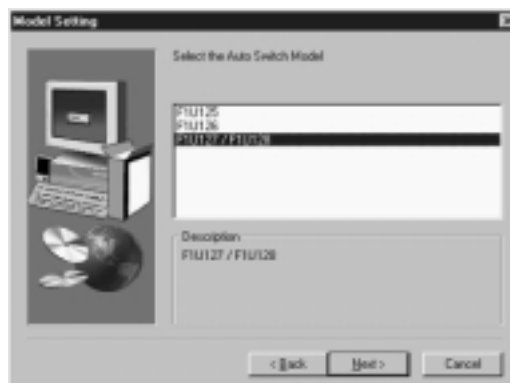 Model Setting
Select the Auto Switch Model
F1U125
F1U126
F1U127 / F1U128
Description
F1U127 / F1U128
< Back
Next >
Cancel